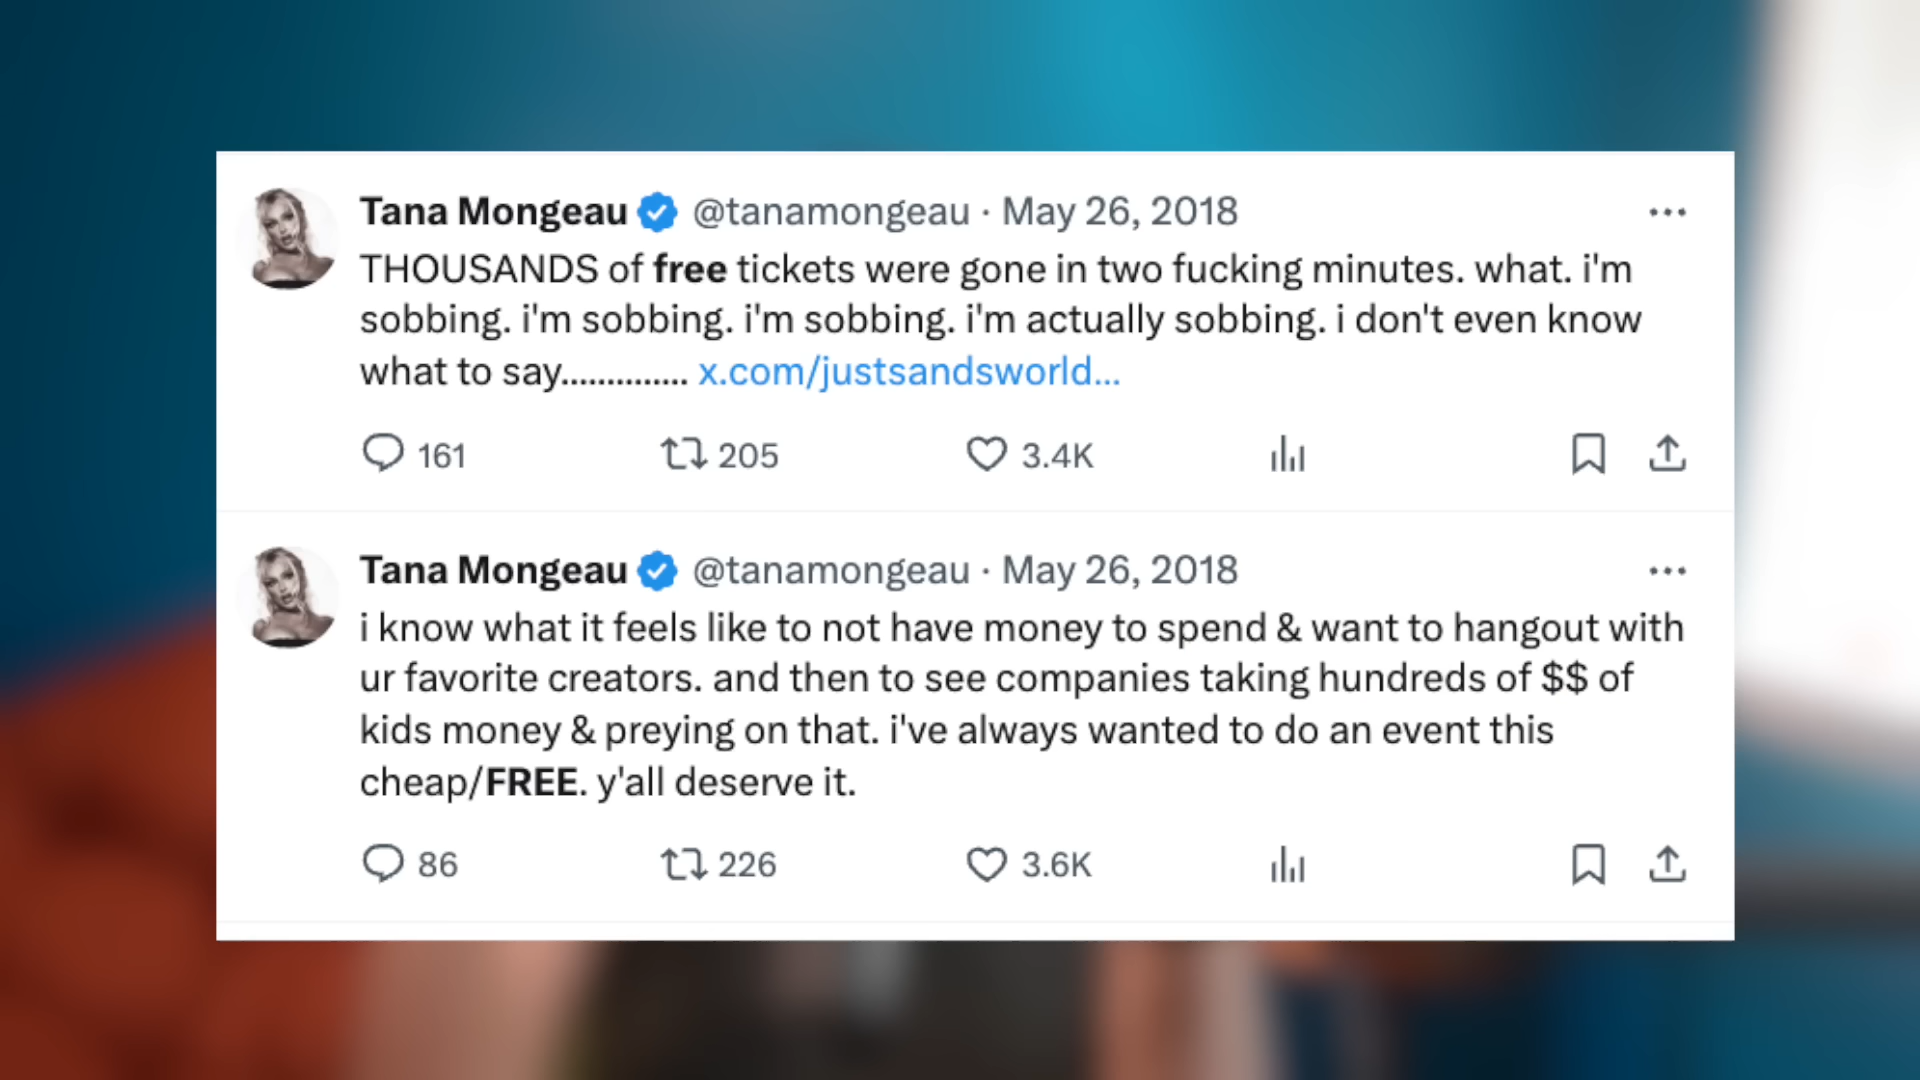 Tana Mongeau @tanamongeau · May 26, 2018
THOUSANDS of free tickets were gone in two fucking minutes. what. i'm
sobbing. i'm sobbing. i'm sobbing. i'm actually sobbing. i don't even know
what to say.............. x.com/justsandsworld...
161 205 3.4K
Tana Mongeau @tanamongeau · May 26, 2018
i know what it feels like to not have money to spend & want to hangout with
ur favorite creators. and then to see companies taking hundreds of $$ of
kids money & preying on that. i've always wanted to do an event this
cheap/FREE. y'all deserve it.
86 226 3.6K